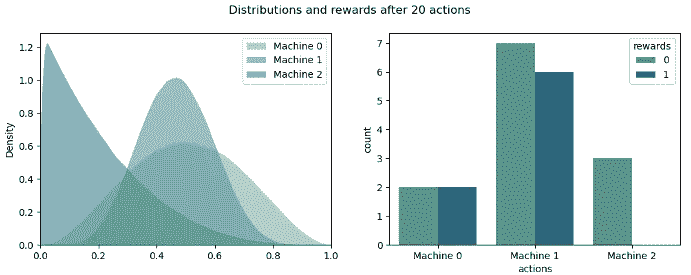 Distributions and rewards after 20 actions
Density
1.2
1.0
0.8
0.6
0.4
0.2
0.0
0.0 0.2 0.4 0.6 0.8 1.0
Machine 0
Machine 1
Machine 2
count
7
6
5
4
3
2
1
0
Machine 0 Machine 1 Machine 2
actions
rewards
0
1